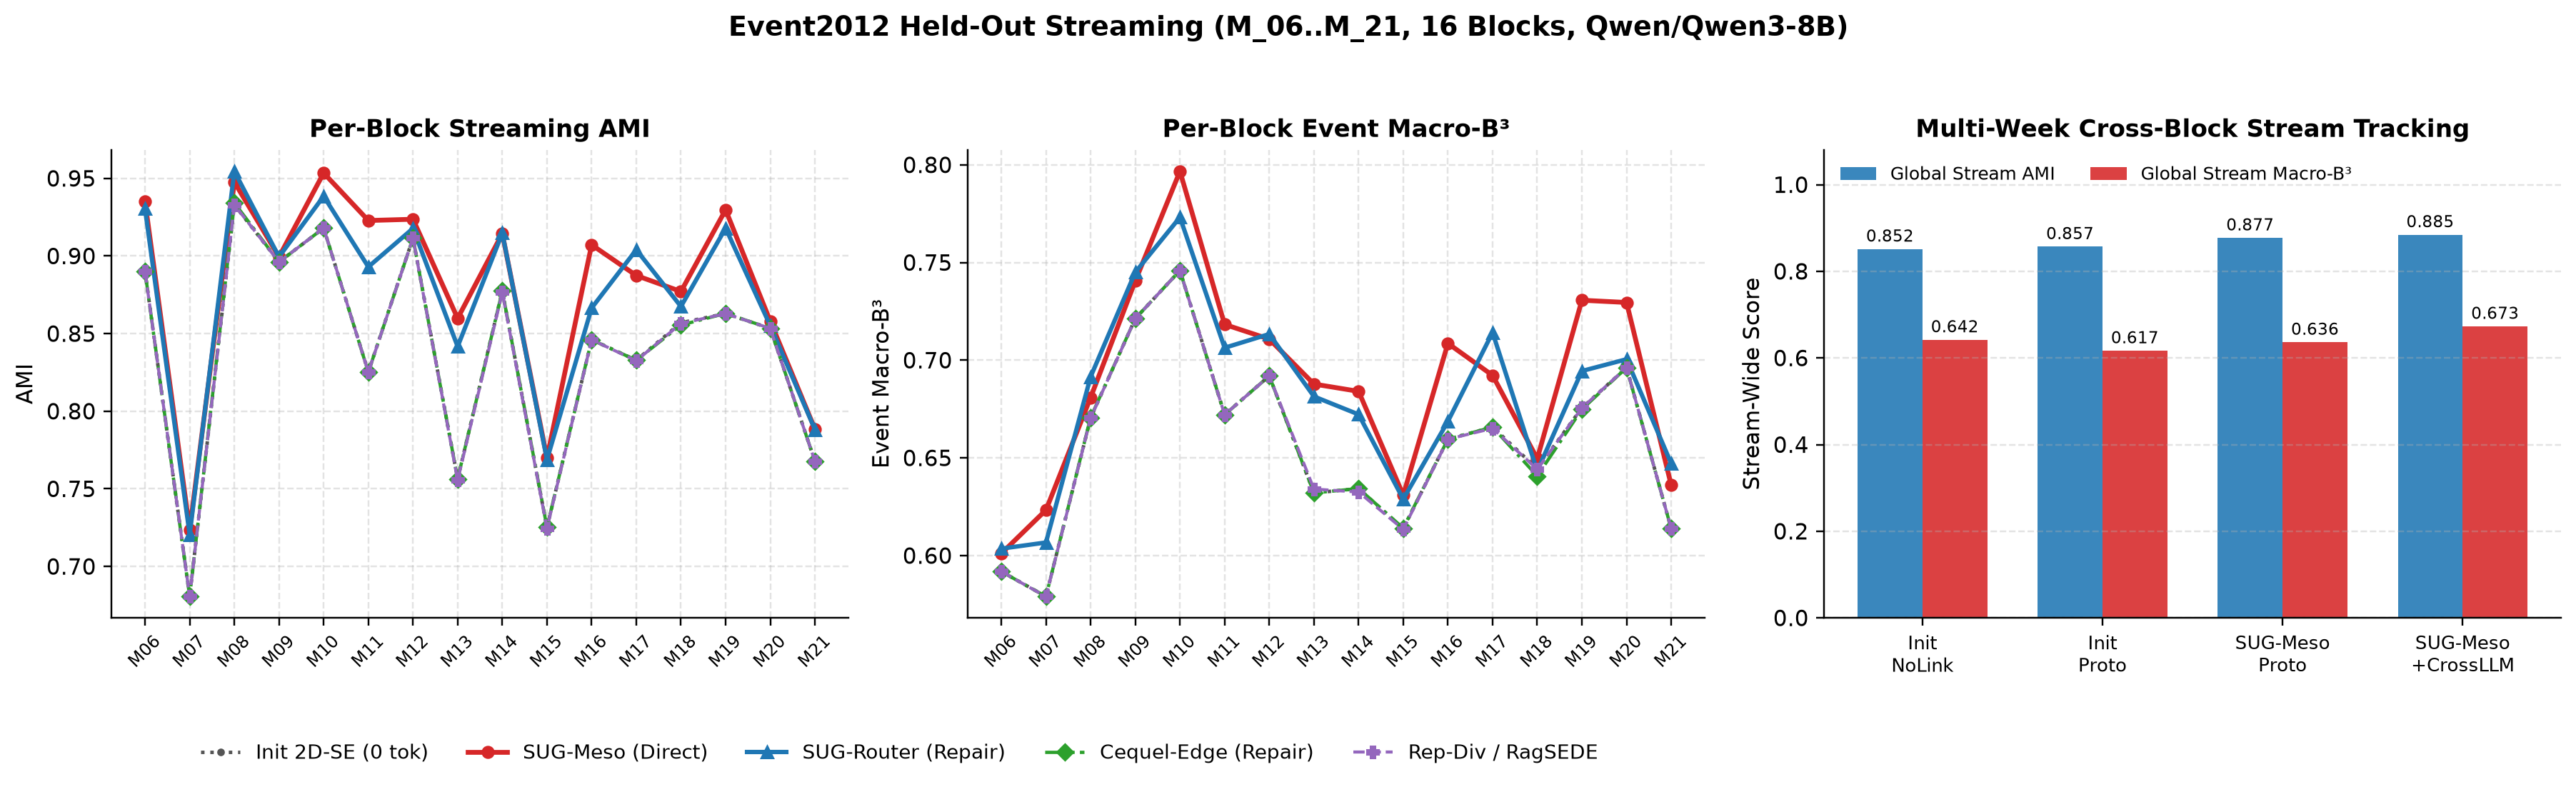 Event2012 Held-Out Streaming (M_06..M_21, 16 Blocks, Qwen/Qwen3-8B)
Per-Block Streaming AMI
AMI
0.95
0.90
0.85
0.80
0.75
0.70
M06
M07
M08
M09
M10
M11
M12
M13
M14
M15
M16
M17
M18
M19
M20
M21
Per-Block Event Macro-B³
Event Macro-B³
0.80
0.75
0.70
0.65
0.60
M06
M07
M08
M09
M10
M11
M12
M13
M14
M15
M16
M17
M18
M19
M20
M21
Multi-Week Cross-Block Stream Tracking
Global Stream AMI
Global Stream Macro-B³
Stream-Wide Score
1.0
0.8
0.6
0.4
0.2
0.0
0.852
0.642
0.857
0.617
0.877
0.636
0.885
0.673
Init
NoLink
Init
Proto
SUG-Meso
Proto
SUG-Meso
+CrossLLM
Init 2D-SE (0 tok)
SUG-Meso (Direct)
SUG-Router (Repair)
Cequel-Edge (Repair)
Rep-Div / RagSEDE